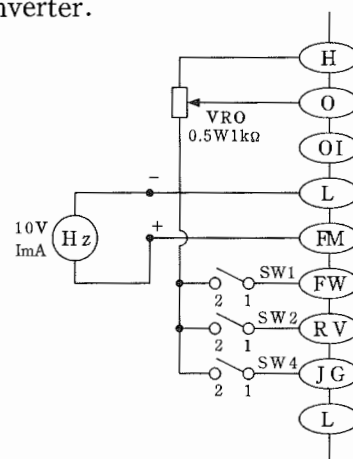 nverter.
H
VRO
0.5W1kΩ
O
OI
−
L
10V
ImA
Hz
+
FM
SW1
FW
2 1
SW2
RV
2 1
SW4
JG
2 1
L